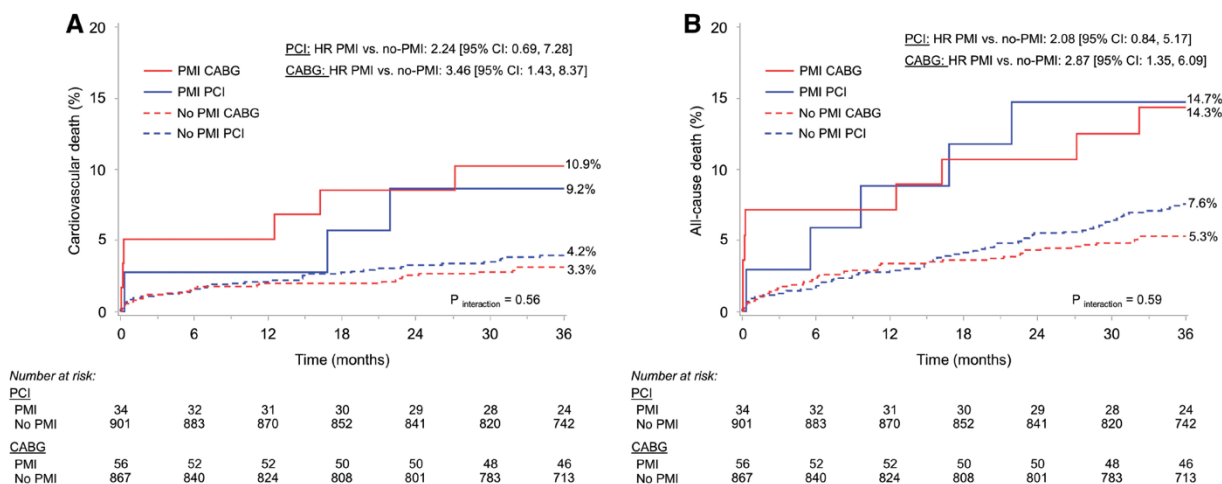 A
20
15
10
5
0
Cardiovascular death (%)
PCI: HR PMI vs. no-PMI: 2.24 [95% CI: 0.69, 7.28]
CABG: HR PMI vs. no-PMI: 3.46 [95% CI: 1.43, 8.37]
PMI CABG
PMI PCI
No PMI CABG
No PMI PCI
10.9%
9.2%
4.2%
3.3%
P interaction = 0.56
0 6 12 18 24 30 36
Time (months)
Number at risk:
PCI
PMI 34 32 31 30 29 28 24
No PMI 901 883 870 852 841 820 742
CABG
PMI 56 52 52 50 50 48 46
No PMI 867 840 824 808 801 783 713
B
20
15
10
5
0
All-cause death (%)
PCI: HR PMI vs. no-PMI: 2.08 [95% CI: 0.84, 5.17]
CABG: HR PMI vs. no-PMI: 2.87 [95% CI: 1.35, 6.09]
PMI CABG
PMI PCI
No PMI CABG
No PMI PCI
14.7%
14.3%
7.6%
5.3%
P interaction = 0.59
0 6 12 18 24 30 36
Time (months)
Number at risk:
PCI
PMI 34 32 31 30 29 28 24
No PMI 901 883 870 852 841 820 742
CABG
PMI 56 52 52 50 50 48 46
No PMI 867 840 824 808 801 783 713